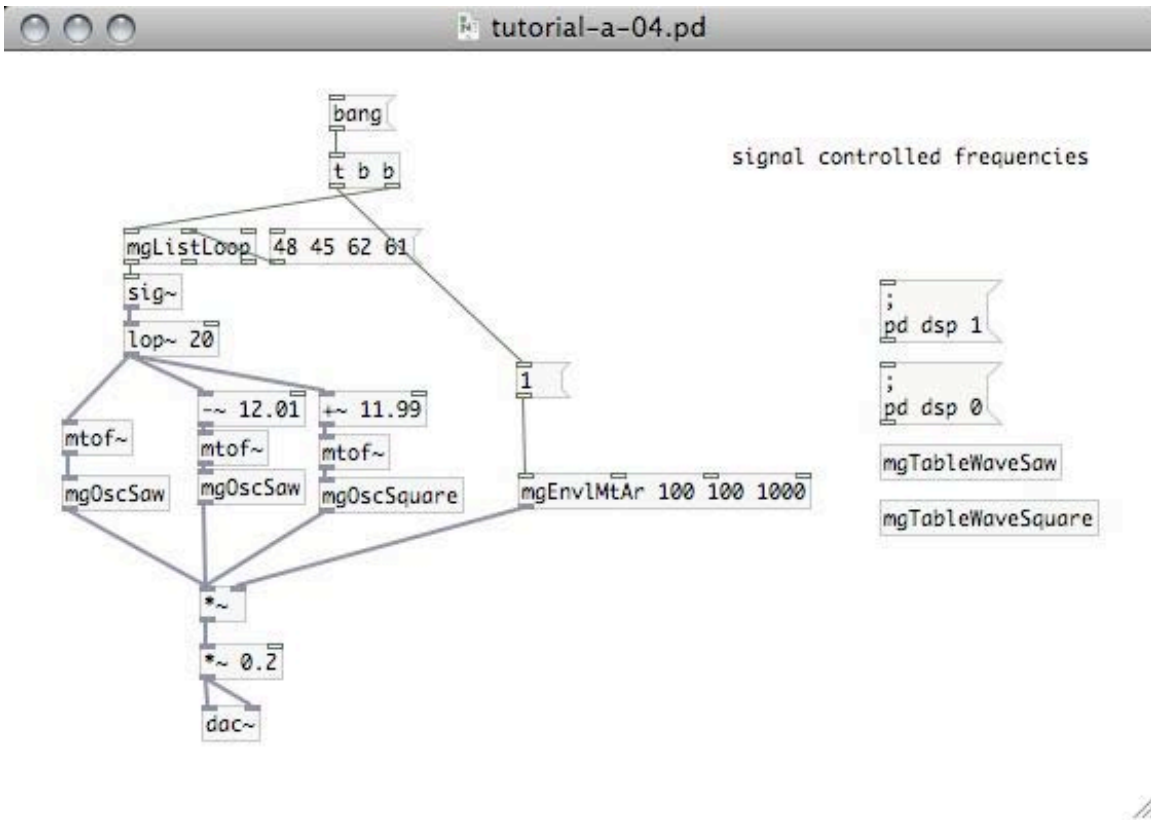 tutorial-a-04.pd
bang
t b b
signal controlled frequencies
mgListLoop
48 45 62 61
sig~
lop~ 20
;
pd dsp 1
1
;
pd dsp 0
-~ 12.01
+~ 11.99
mtof~
mtof~
mtof~
mgOscSaw
mgOscSaw
mgOscSquare
mgEnvlMtAr 100 100 1000
mgTableWaveSaw
mgTableWaveSquare
*~
*~ 0.2
dac~